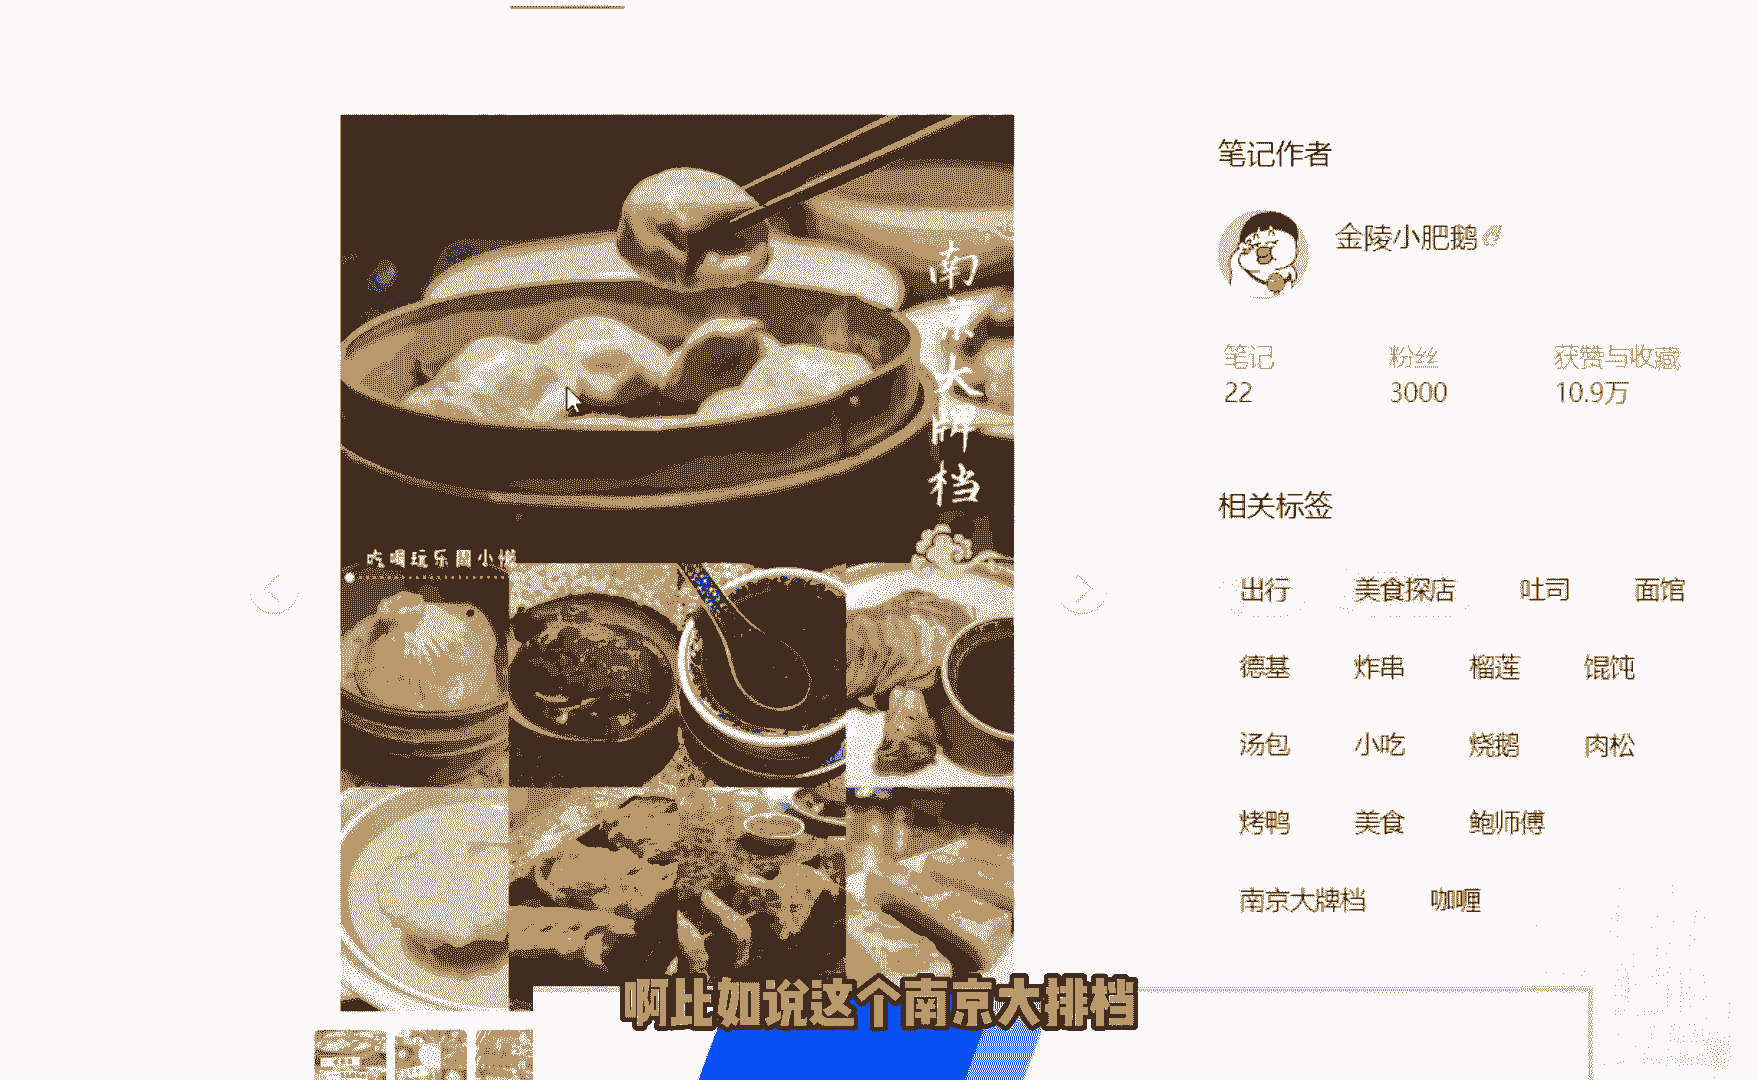 南京大牌档
吃喝玩乐圈小悦
笔记作者
金陵小肥鹅
笔记 粉丝 获赞与收藏
22 3000 10.9万
相关标签
出行 美食探店 吐司 面馆
德基 炸串 榴莲 馄饨
汤包 小吃 烧鹅 肉松
烤鸭 美食 鲍师傅
南京大牌档 咖喱
啊比如说这个南京大排档